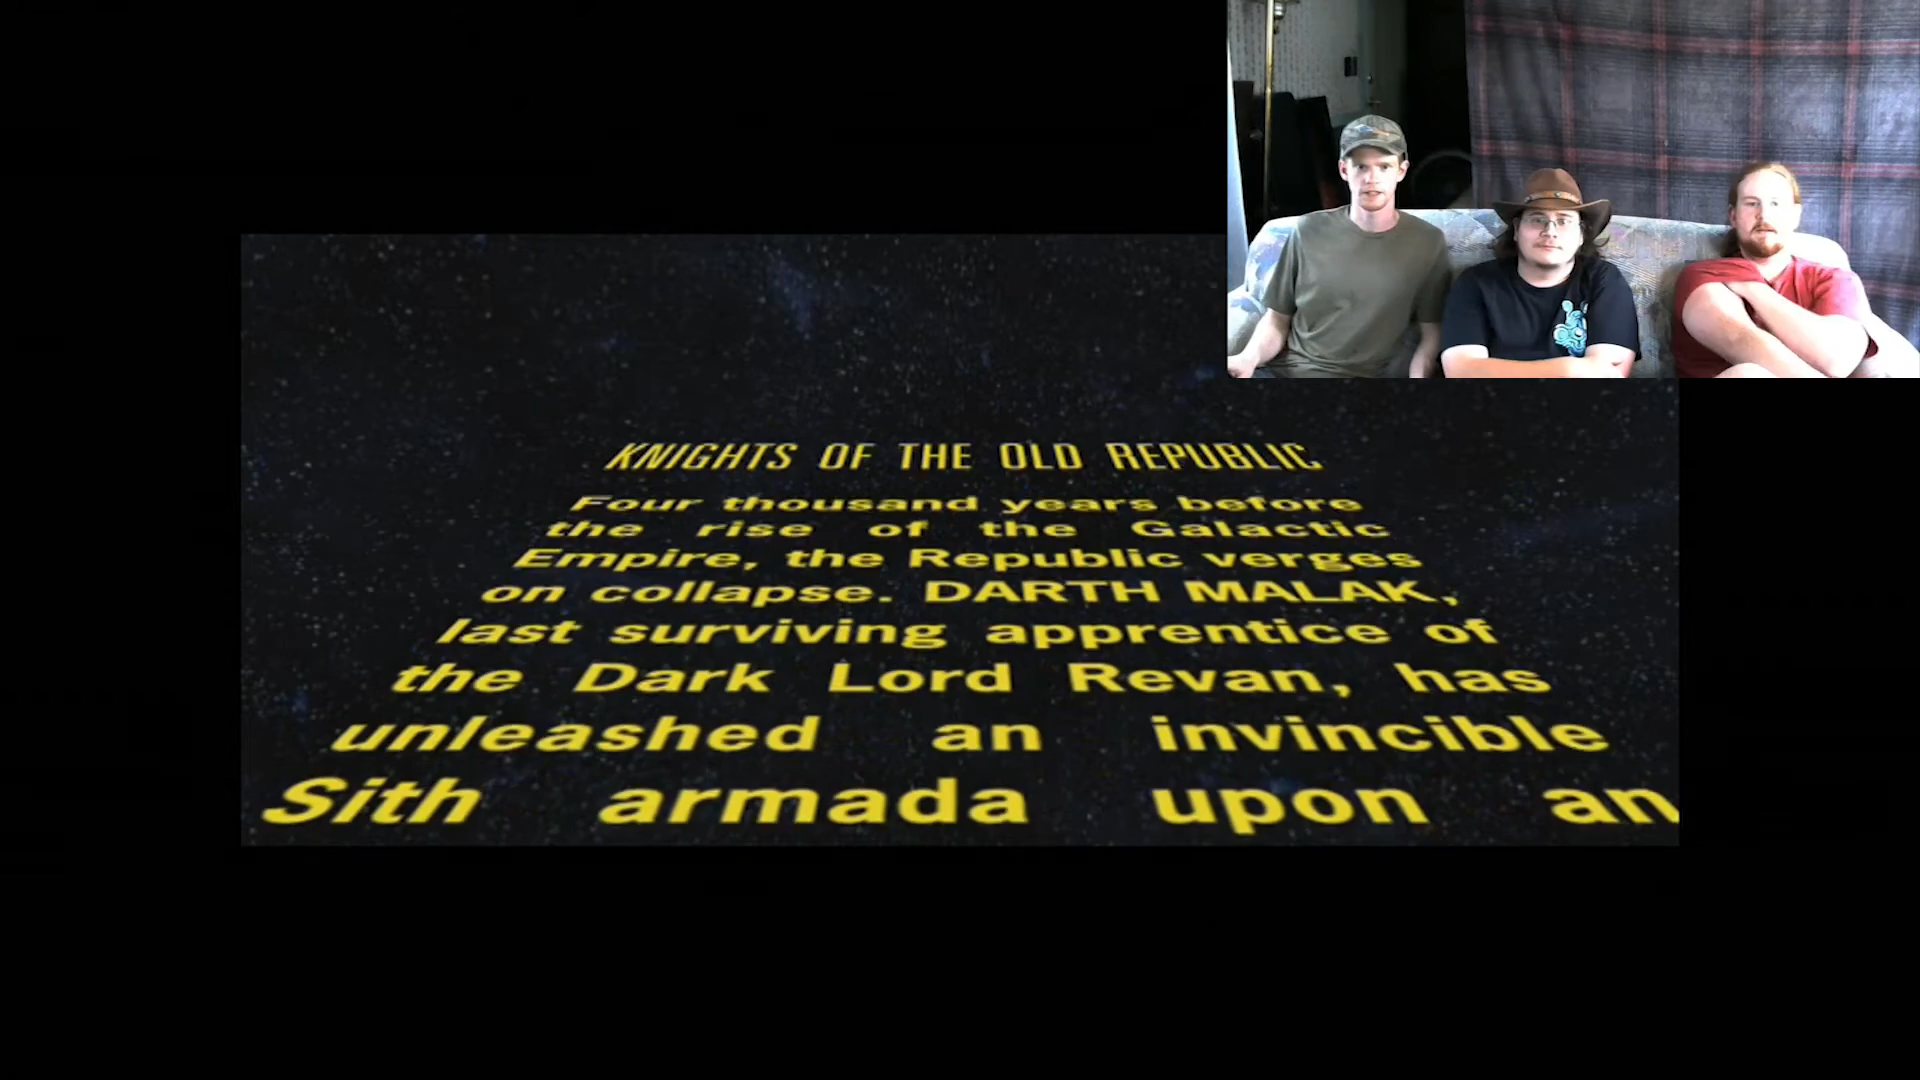 KNIGHTS OF THE OLD REPUBLIC
Four thousand years before
the rise of the Galactic
Empire, the Republic verges
on collapse. DARTH MALAK,
last surviving apprentice of
the Dark Lord Revan, has
unleashed an invincible
Sith armada upon an